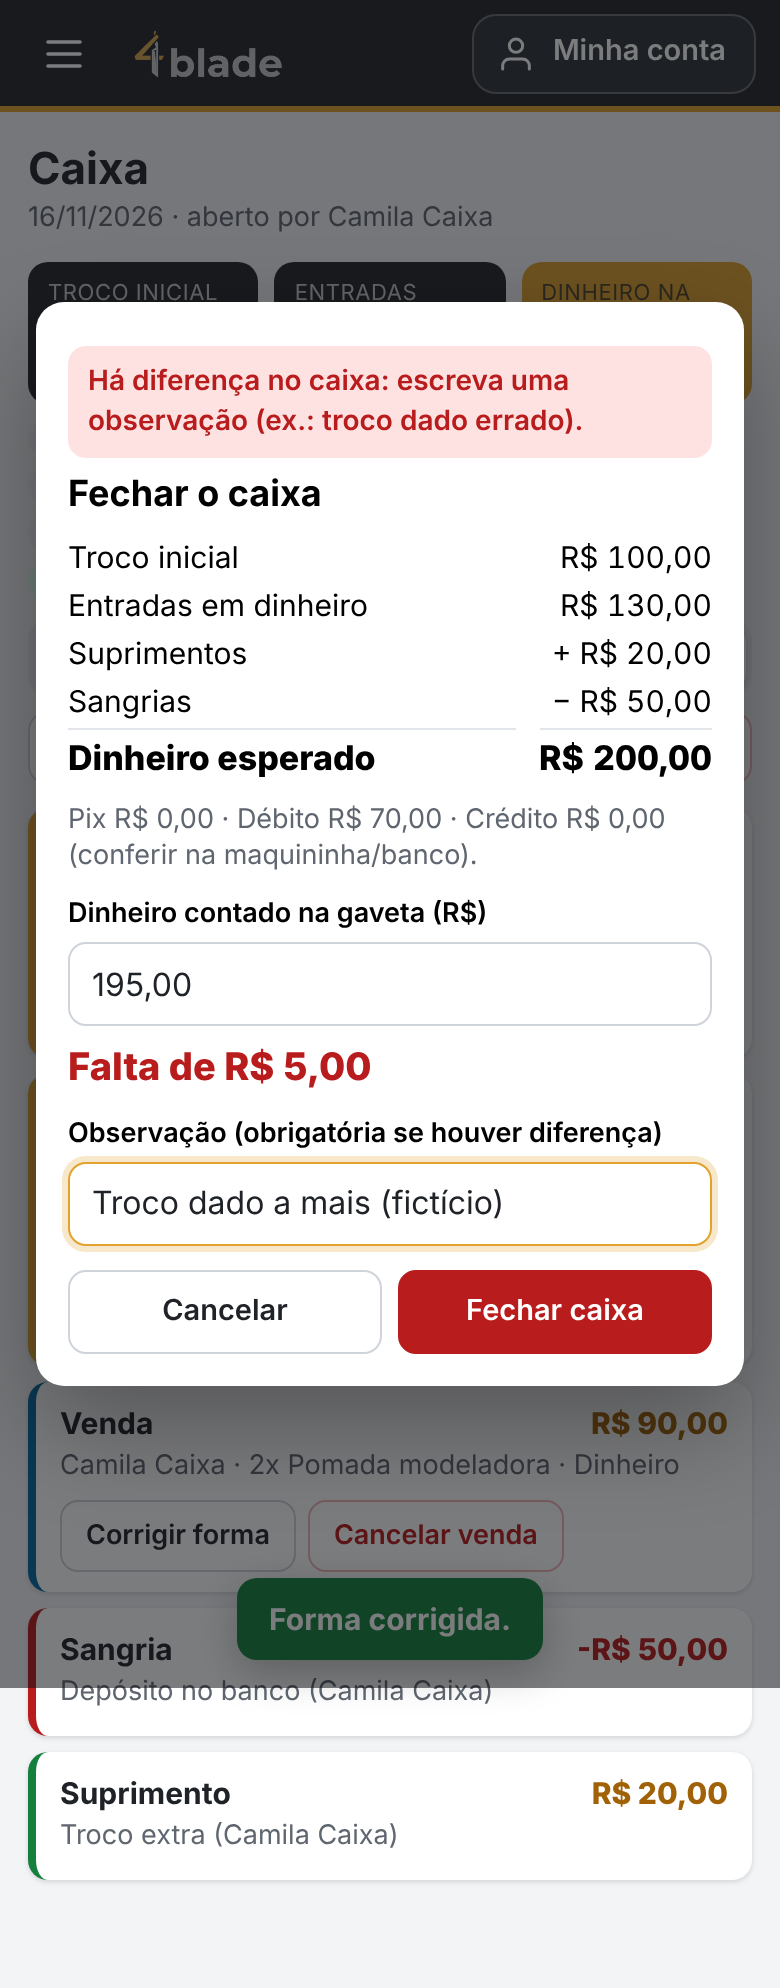 4blade
Minha conta
Caixa
16/11/2026 · aberto por Camila Caixa
TROCO INICIAL
ENTRADAS
DINHEIRO NA
Há diferença no caixa: escreva uma
observação (ex.: troco dado errado).
Fechar o caixa
Troco inicial R$ 100,00
Entradas em dinheiro R$ 130,00
Suprimentos + R$ 20,00
Sangrias − R$ 50,00
Dinheiro esperado R$ 200,00
Pix R$ 0,00 · Débito R$ 70,00 · Crédito R$ 0,00
(conferir na maquininha/banco).
Dinheiro contado na gaveta (R$)
195,00
Falta de R$ 5,00
Observação (obrigatória se houver diferença)
Troco dado a mais (fictício)
Cancelar
Fechar caixa
Venda R$ 90,00
Camila Caixa · 2x Pomada modeladora · Dinheiro
Corrigir forma
Cancelar venda
Forma corrigida.
Sangria -R$ 50,00
Depósito no banco (Camila Caixa)
Suprimento R$ 20,00
Troco extra (Camila Caixa)